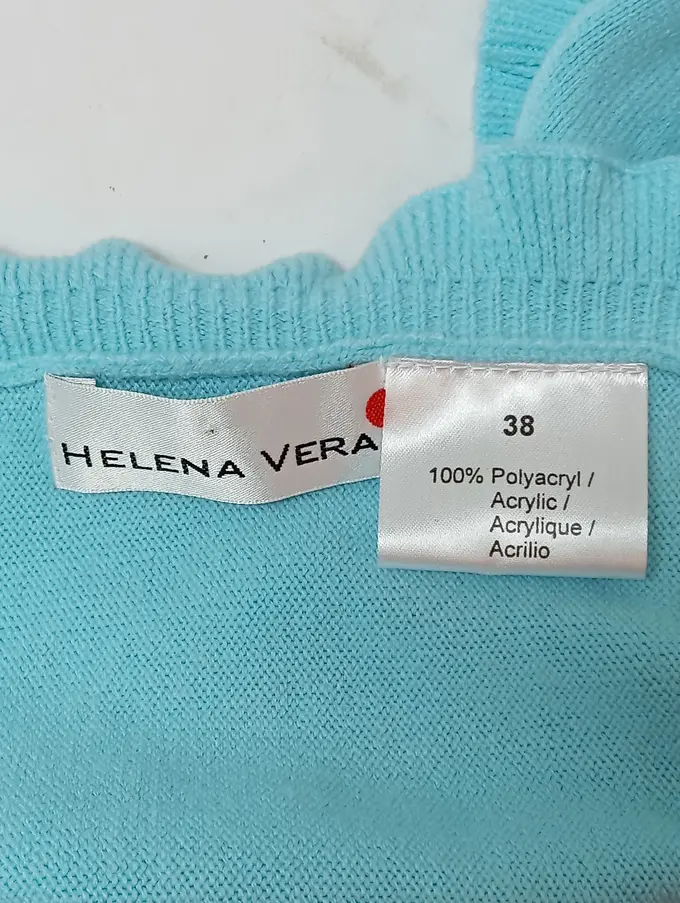 HELENA VERA
38
100% Polyacryl /
Acrylic /
Acrylique /
Acrilio